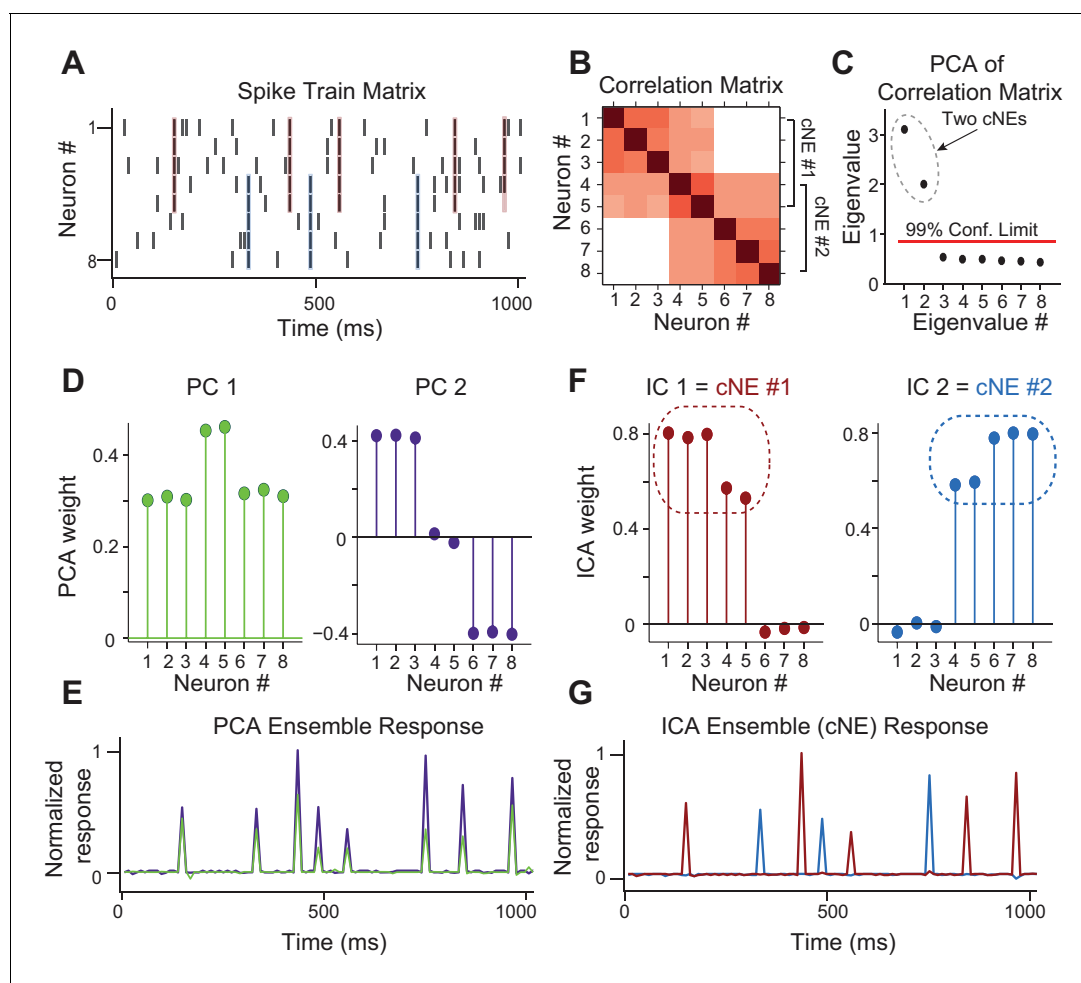 A
Spike Train Matrix
Neuron #
1
8
0
500
1000
Time (ms)
B
Correlation Matrix
Neuron #
1
2
3
4
5
6
7
8
1 2 3 4 5 6 7 8
Neuron #
cNE #1
cNE #2
C
PCA of
Correlation Matrix
Two cNEs
99% Conf. Limit
Eigenvalue
3
2
1
0
1 2 3 4 5 6 7 8
Eigenvalue #
D
PC 1
PCA weight
0.4
0.2
0
1 2 3 4 5 6 7 8
Neuron #
PC 2
0.4
0
−0.4
1 2 3 4 5 6 7 8
Neuron #
F
IC 1 = cNE #1
ICA weight
0.8
0.4
0
1 2 3 4 5 6 7 8
Neuron #
IC 2 = cNE #2
0.8
0.4
0
1 2 3 4 5 6 7 8
Neuron #
E
PCA Ensemble Response
Normalized
response
1
0
0
500
1000
Time (ms)
G
ICA Ensemble (cNE) Response
Normalized
response
1
0
0
500
1000
Time (ms)